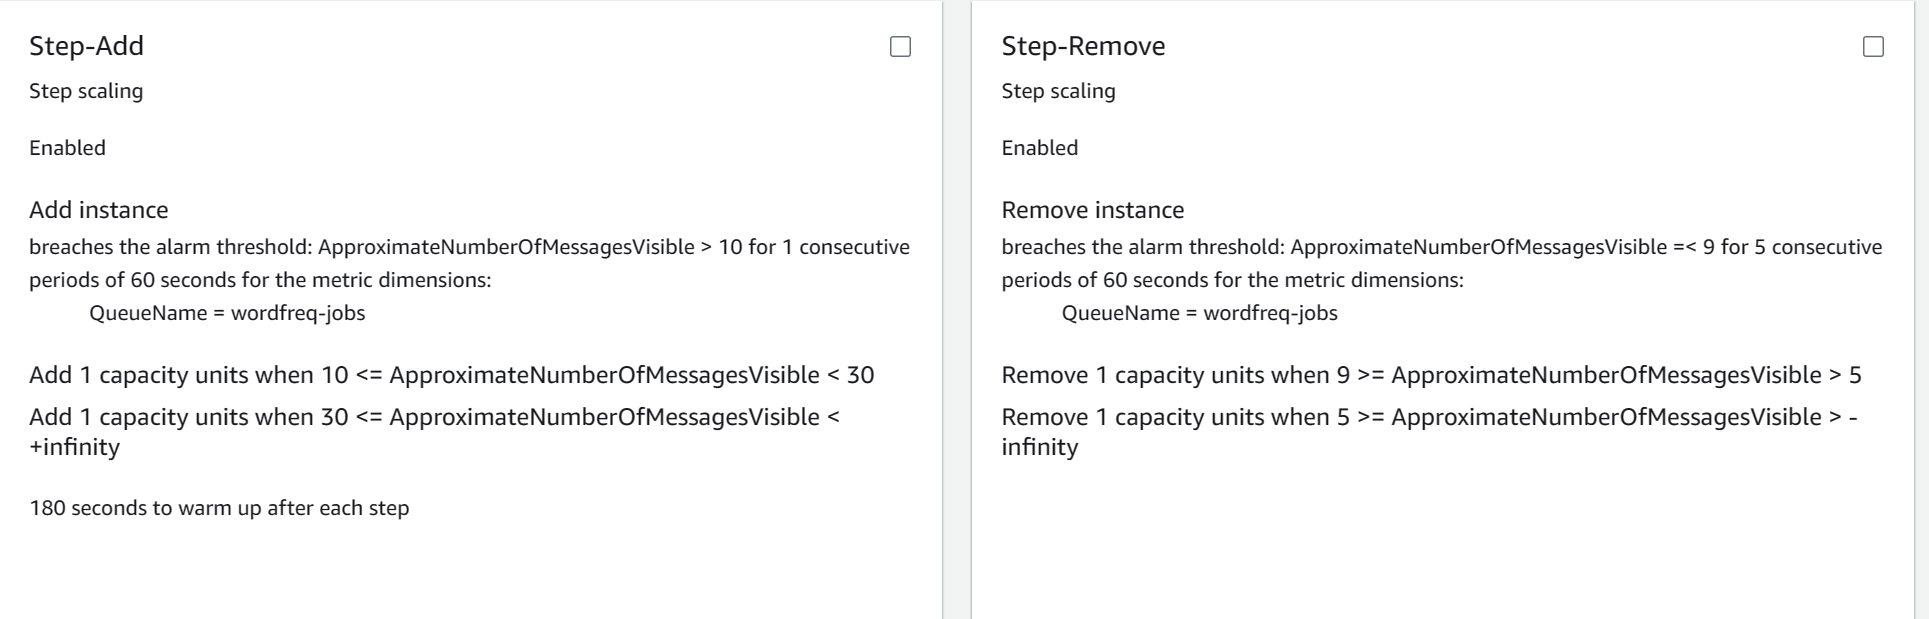 Step-Add
Step scaling
Enabled
Add instance
breaches the alarm threshold: ApproximateNumberOfMessagesVisible > 10 for 1 consecutive
periods of 60 seconds for the metric dimensions:
QueueName = wordfreq-jobs
Add 1 capacity units when 10 <= ApproximateNumberOfMessagesVisible < 30
Add 1 capacity units when 30 <= ApproximateNumberOfMessagesVisible <
+infinity
180 seconds to warm up after each step
Step-Remove
Step scaling
Enabled
Remove instance
breaches the alarm threshold: ApproximateNumberOfMessagesVisible =< 9 for 5 consecutive
periods of 60 seconds for the metric dimensions:
QueueName = wordfreq-jobs
Remove 1 capacity units when 9 >= ApproximateNumberOfMessagesVisible > 5
Remove 1 capacity units when 5 >= ApproximateNumberOfMessagesVisible > -
infinity